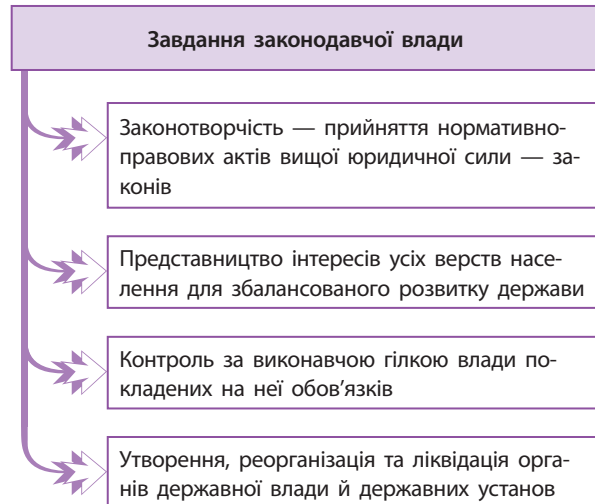 Завдання законодавчої влади
Законотворчість — прийняття нормативно-
правових актів вищої юридичної сили — за-
конів
Представництво інтересів усіх верств насе-
лення для збалансованого розвитку держави
Контроль за виконавчою гілкою влади по-
кладених на неї обов’язків
Утворення, реорганізація та ліквідація орга-
нів державної влади й державних установ